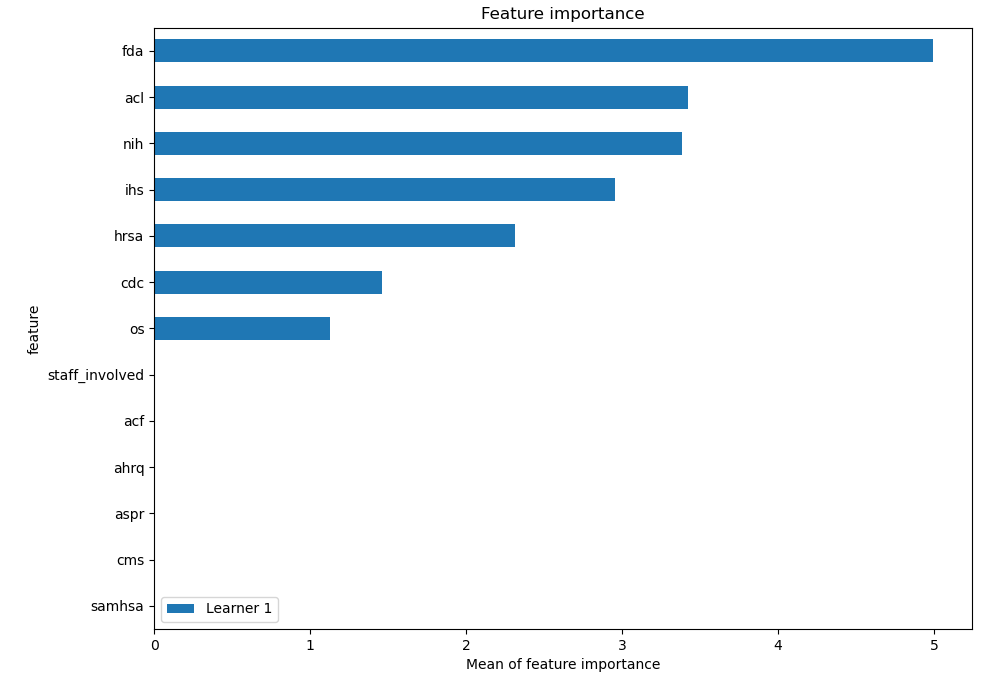 Feature importance
fda
acl
nih
ihs
hrsa
cdc
os
staff_involved
acf
ahrq
aspr
cms
samhsa
feature
Learner 1
0 1 2 3 4 5
Mean of feature importance